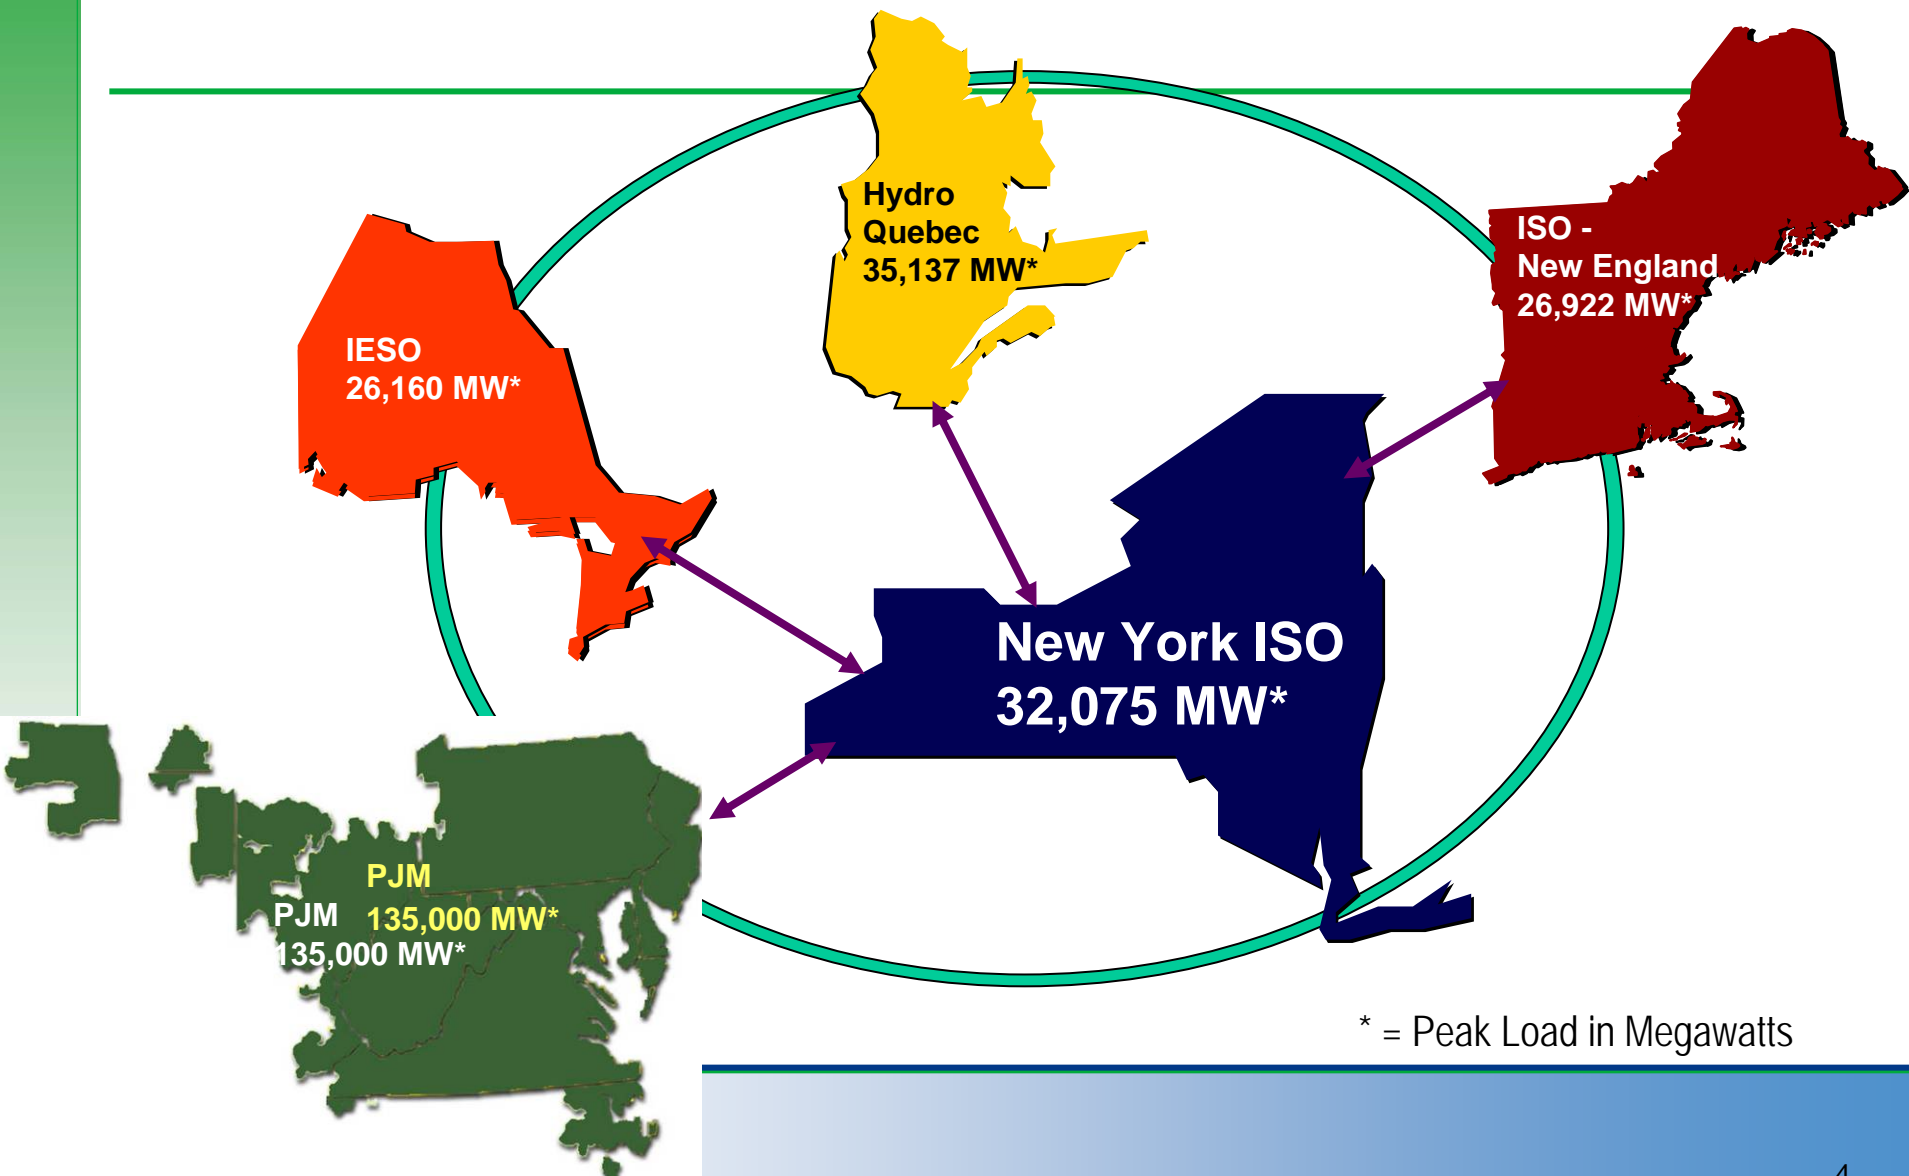 Hydro
Quebec
35,137 MW*
ISO -
New England
26,922 MW*
IESO
26,160 MW*
New York ISO
32,075 MW*
PJM
135,000 MW*
PJM
135,000 MW*
* = Peak Load in Megawatts
4